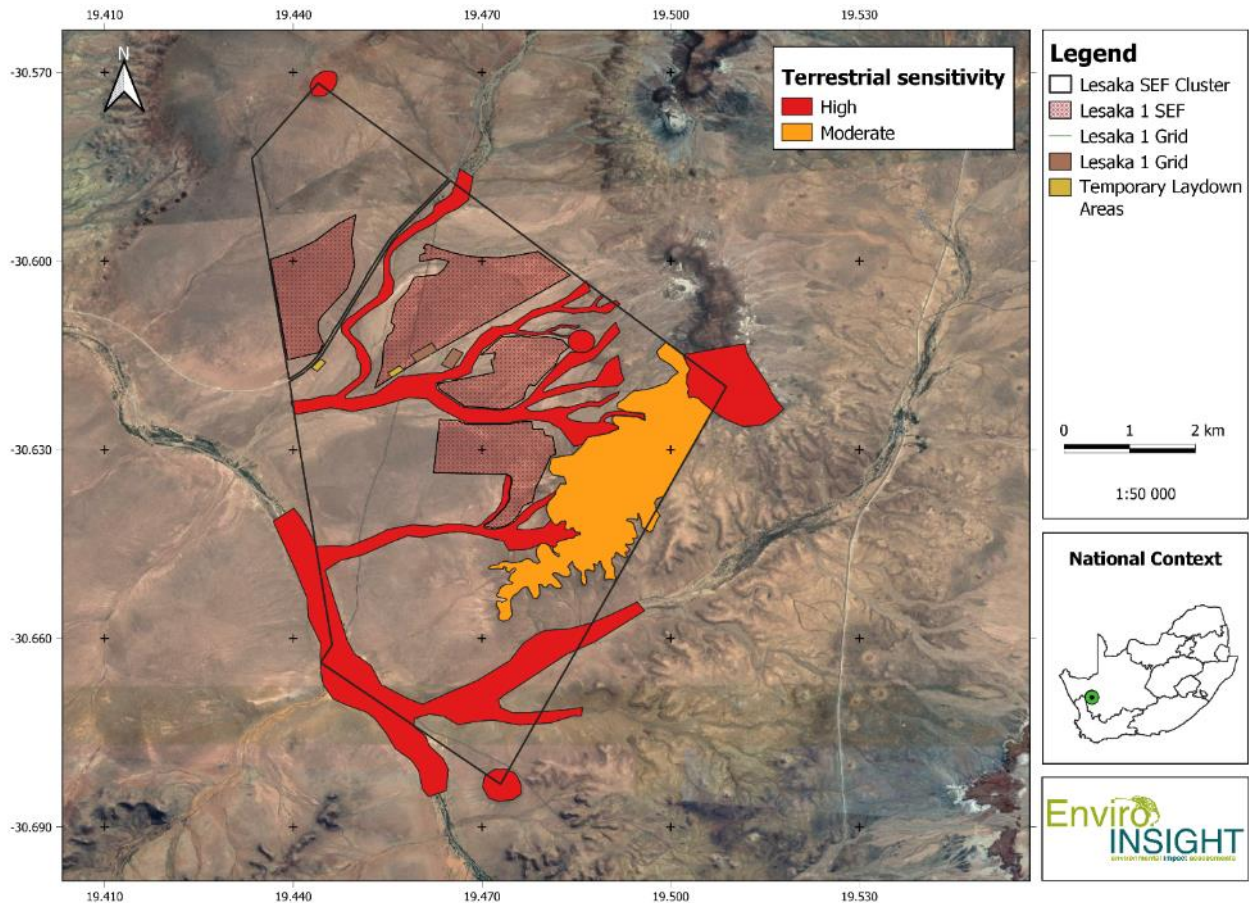 19.410 19.440 19.470 19.500 19.530
N
-30.570
-30.600
-30.630
-30.660
-30.690
Terrestrial sensitivity
High
Moderate
19.410 19.440 19.470 19.500 19.530
Legend
Lesaka SEF Cluster
Lesaka 1 SEF
Lesaka 1 Grid
Lesaka 1 Grid
Temporary Laydown
Areas
0 1 2 km
1:50 000
National Context
Enviro
INSIGHT
environmental impact assessments